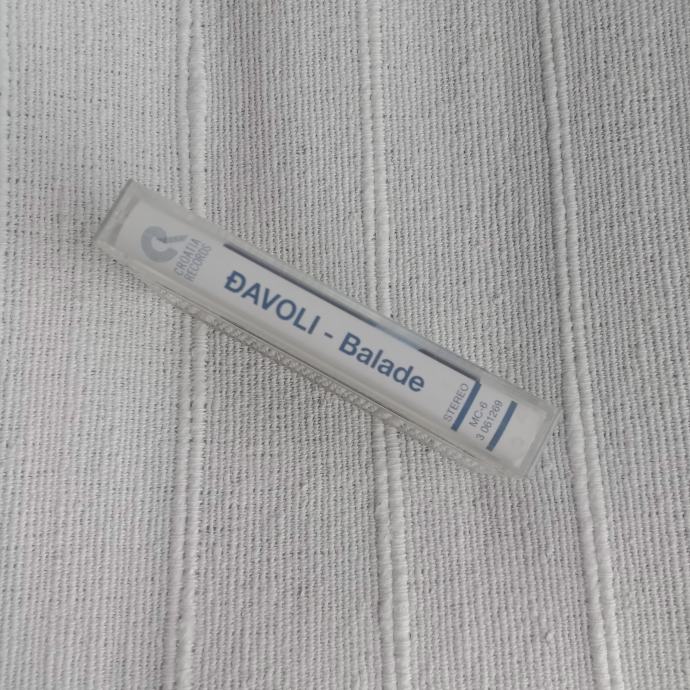 CROATIA
RECORDS
ĐAVOLI - Balade
STEREO
MC-6
3 061269